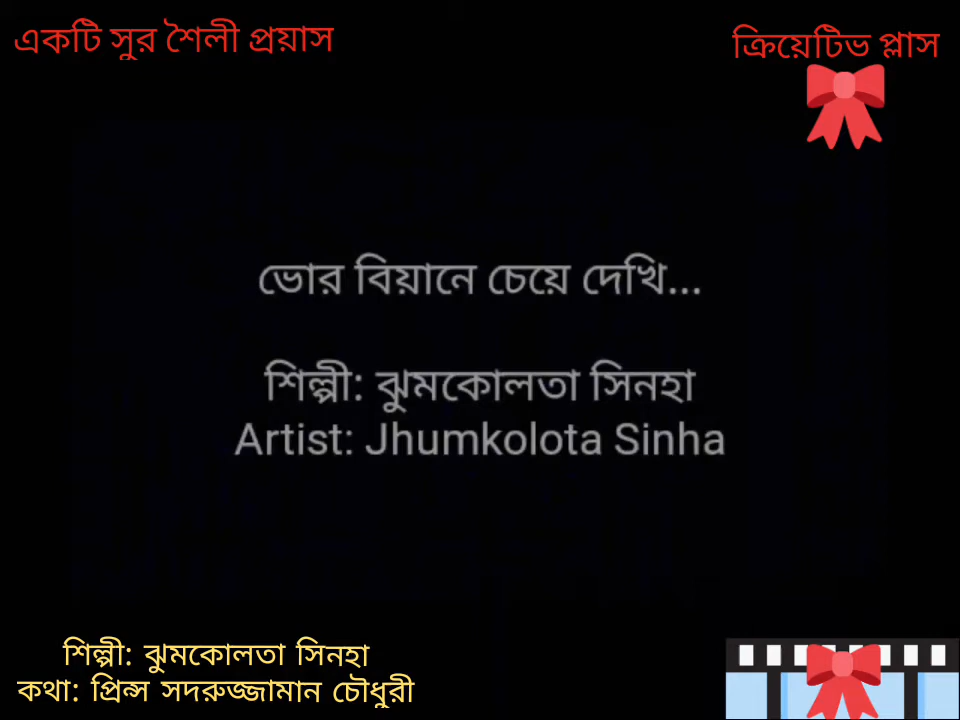 একটি সুর শৈলী প্রয়াস
ক্রিয়েটিভ প্লাস
ভোর বিয়ানে চেয়ে দেখি...
শিল্পী: ঝুমকোলতা সিনহা
Artist: Jhumkolota Sinha
শিল্পী: ঝুমকোলতা সিনহা
কথা: প্রিন্স সদরুজ্জামান চৌধুরী